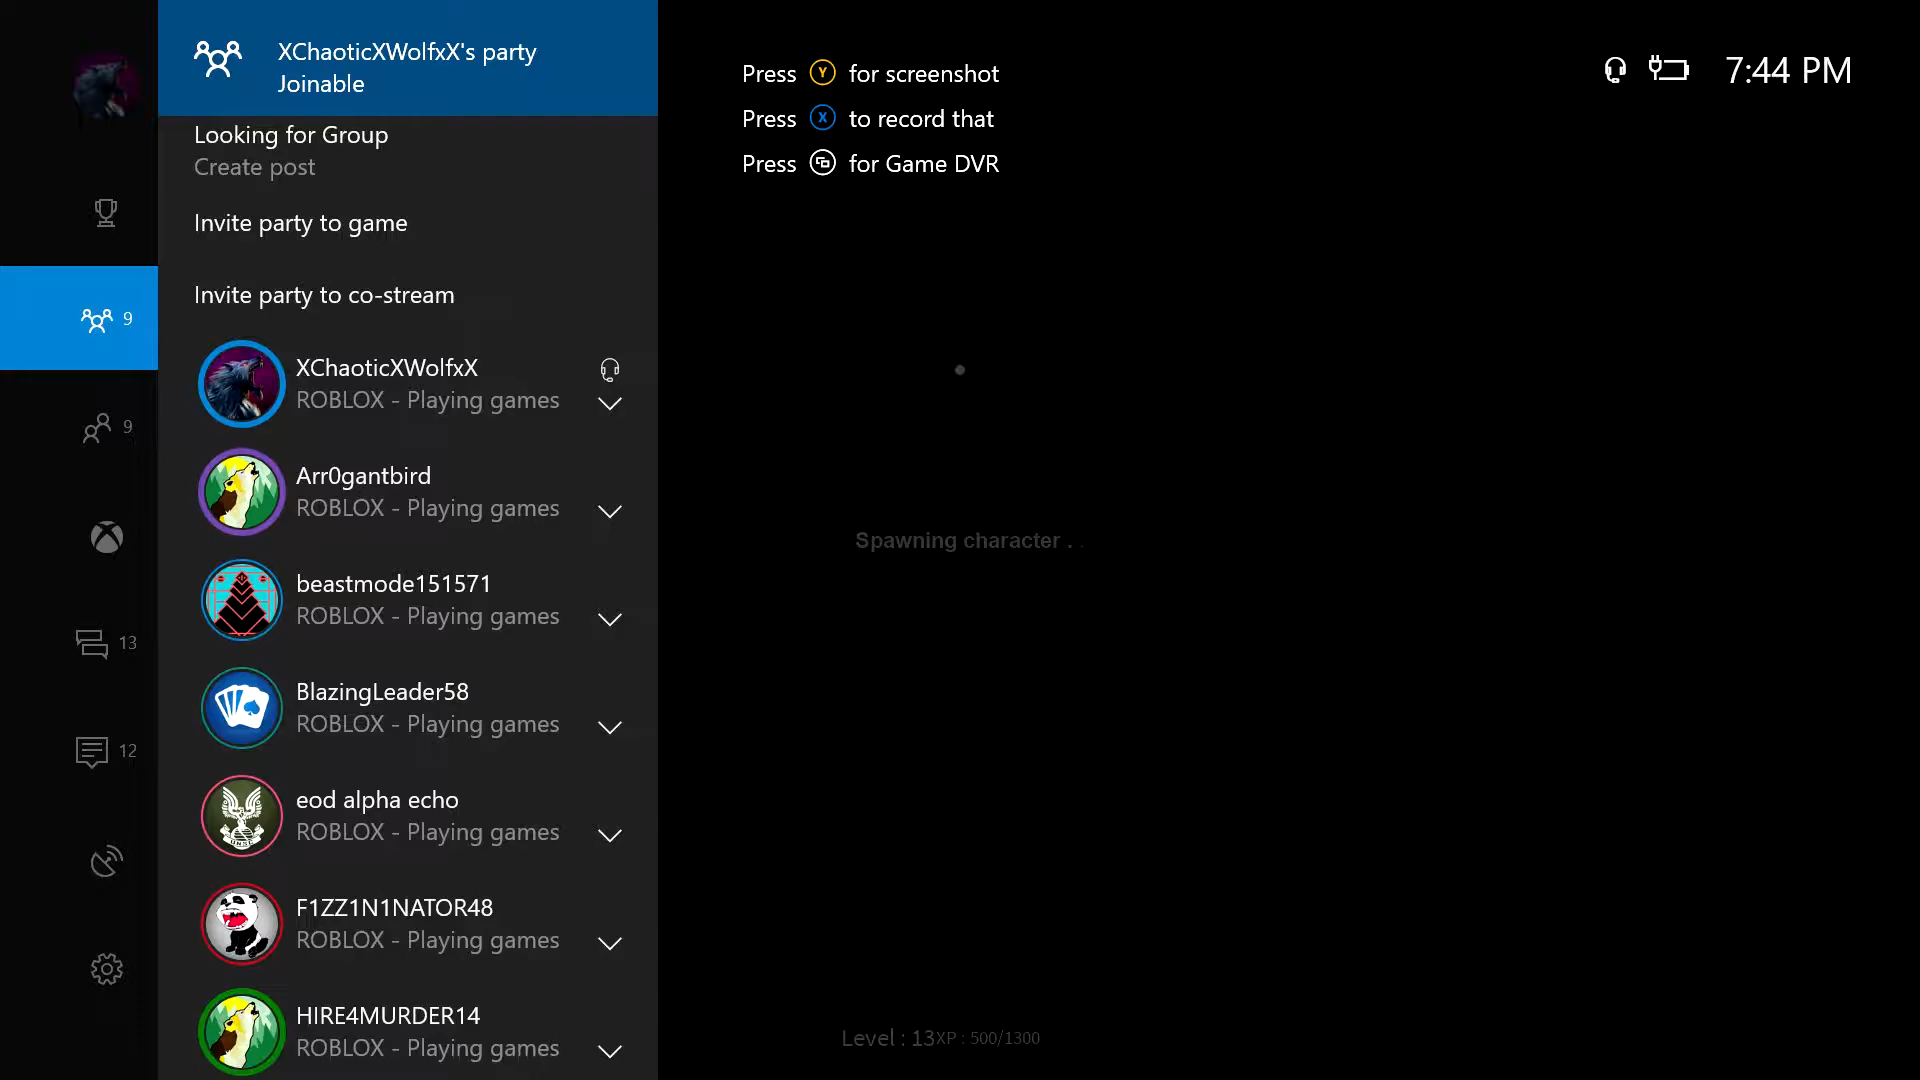 XChaoticXWolfxX's party
Joinable
Looking for Group
Create post
Invite party to game
Invite party to co-stream
9
9
13
12
XChaoticXWolfxX
ROBLOX - Playing games
Arr0gantbird
ROBLOX - Playing games
beastmode151571
ROBLOX - Playing games
BlazingLeader58
ROBLOX - Playing games
eod alpha echo
ROBLOX - Playing games
UNSC
F1ZZ1N1NATOR48
ROBLOX - Playing games
HIRE4MURDER14
ROBLOX - Playing games
Press Y for screenshot
Press X to record that
Press for Game DVR
7:44 PM
Spawning character . .
Level : 13 XP : 500/1300